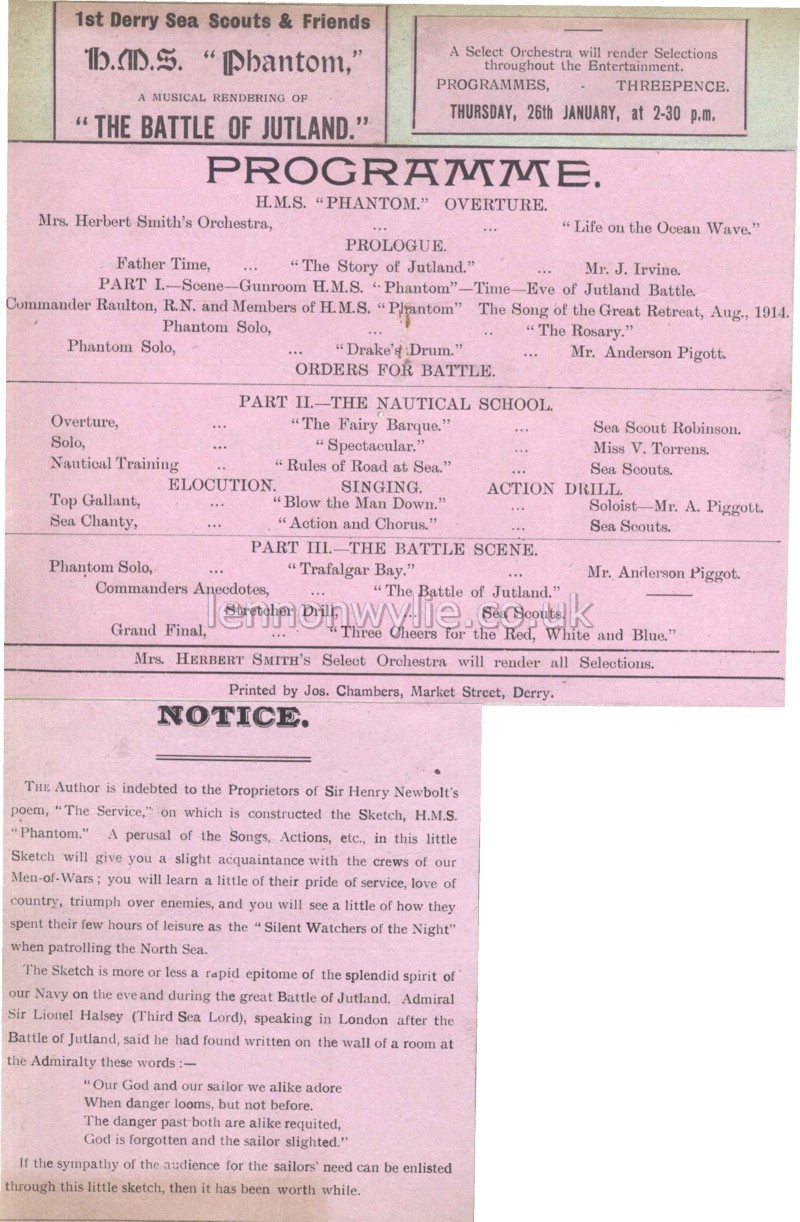 1st Derry Sea Scouts & Friends
H.M.S. "Phantom,"
A MUSICAL RENDERING OF
"THE BATTLE OF JUTLAND."
A Select Orchestra will render Selections
throughout the Entertainment.
PROGRAMMES, - THREEPENCE.
THURSDAY, 26th JANUARY, at 2-30 p.m.
PROGRAMME.
H.M.S. "PHANTOM." OVERTURE.
Mrs. Herbert Smith's Orchestra, ... ... "Life on the Ocean Wave."
PROLOGUE.
Father Time, ... "The Story of Jutland." ... Mr. J. Irvine.
PART I.—Scene—Gunroom H.M.S. "Phantom"—Time—Eve of Jutland Battle.
Commander Raulton, R.N. and Members of H.M.S. "Phantom" The Song of the Great Retreat, Aug., 1914.
Phantom Solo, ... .. "The Rosary."
Phantom Solo, ... "Drake's Drum." ... Mr. Anderson Pigott.
ORDERS FOR BATTLE.
PART II.—THE NAUTICAL SCHOOL.
Overture, ... "The Fairy Barque." ... Sea Scout Robinson.
Solo, ... "Spectacular." ... Miss V. Torrens.
Nautical Training .. "Rules of Road at Sea." ... Sea Scouts.
ELOCUTION. SINGING. ACTION DRILL.
Top Gallant, ... "Blow the Man Down." ... Soloist—Mr. A. Piggott.
Sea Chanty, ... "Action and Chorus." ... Sea Scouts.
PART III.—THE BATTLE SCENE.
Phantom Solo, ... "Trafalgar Bay." ... Mr. Anderson Piggot.
Commanders Anecdotes, ... "The Battle of Jutland."
lennonwylie.co.uk
Stretcher Drill, ... Sea Scouts.
Grand Final, ... "Three Cheers for the Red, White and Blue."
Mrs. HERBERT SMITH'S Select Orchestra will render all Selections.
Printed by Jos. Chambers, Market Street, Derry.
NOTICE.
THE Author is indebted to the Proprietors of Sir Henry Newbolt's
poem, "The Service," on which is constructed the Sketch, H.M.S.
"Phantom." A perusal of the Songs, Actions, etc., in this little
Sketch will give you a slight acquaintance with the crews of our
Men-of-Wars; you will learn a little of their pride of service, love of
country, triumph over enemies, and you will see a little of how they
spent their few hours of leisure as the "Silent Watchers of the Night"
when patrolling the North Sea.
The Sketch is more or less a rapid epitome of the splendid spirit of
our Navy on the eve and during the great Battle of Jutland. Admiral
Sir Lionel Halsey (Third Sea Lord), speaking in London after the
Battle of Jutland, said he had found written on the wall of a room at
the Admiralty these words :—
"Our God and our sailor we alike adore
When danger looms, but not before.
The danger past both are alike requited,
God is forgotten and the sailor slighted."
If the sympathy of the audience for the sailors' need can be enlisted
through this little sketch, then it has been worth while.